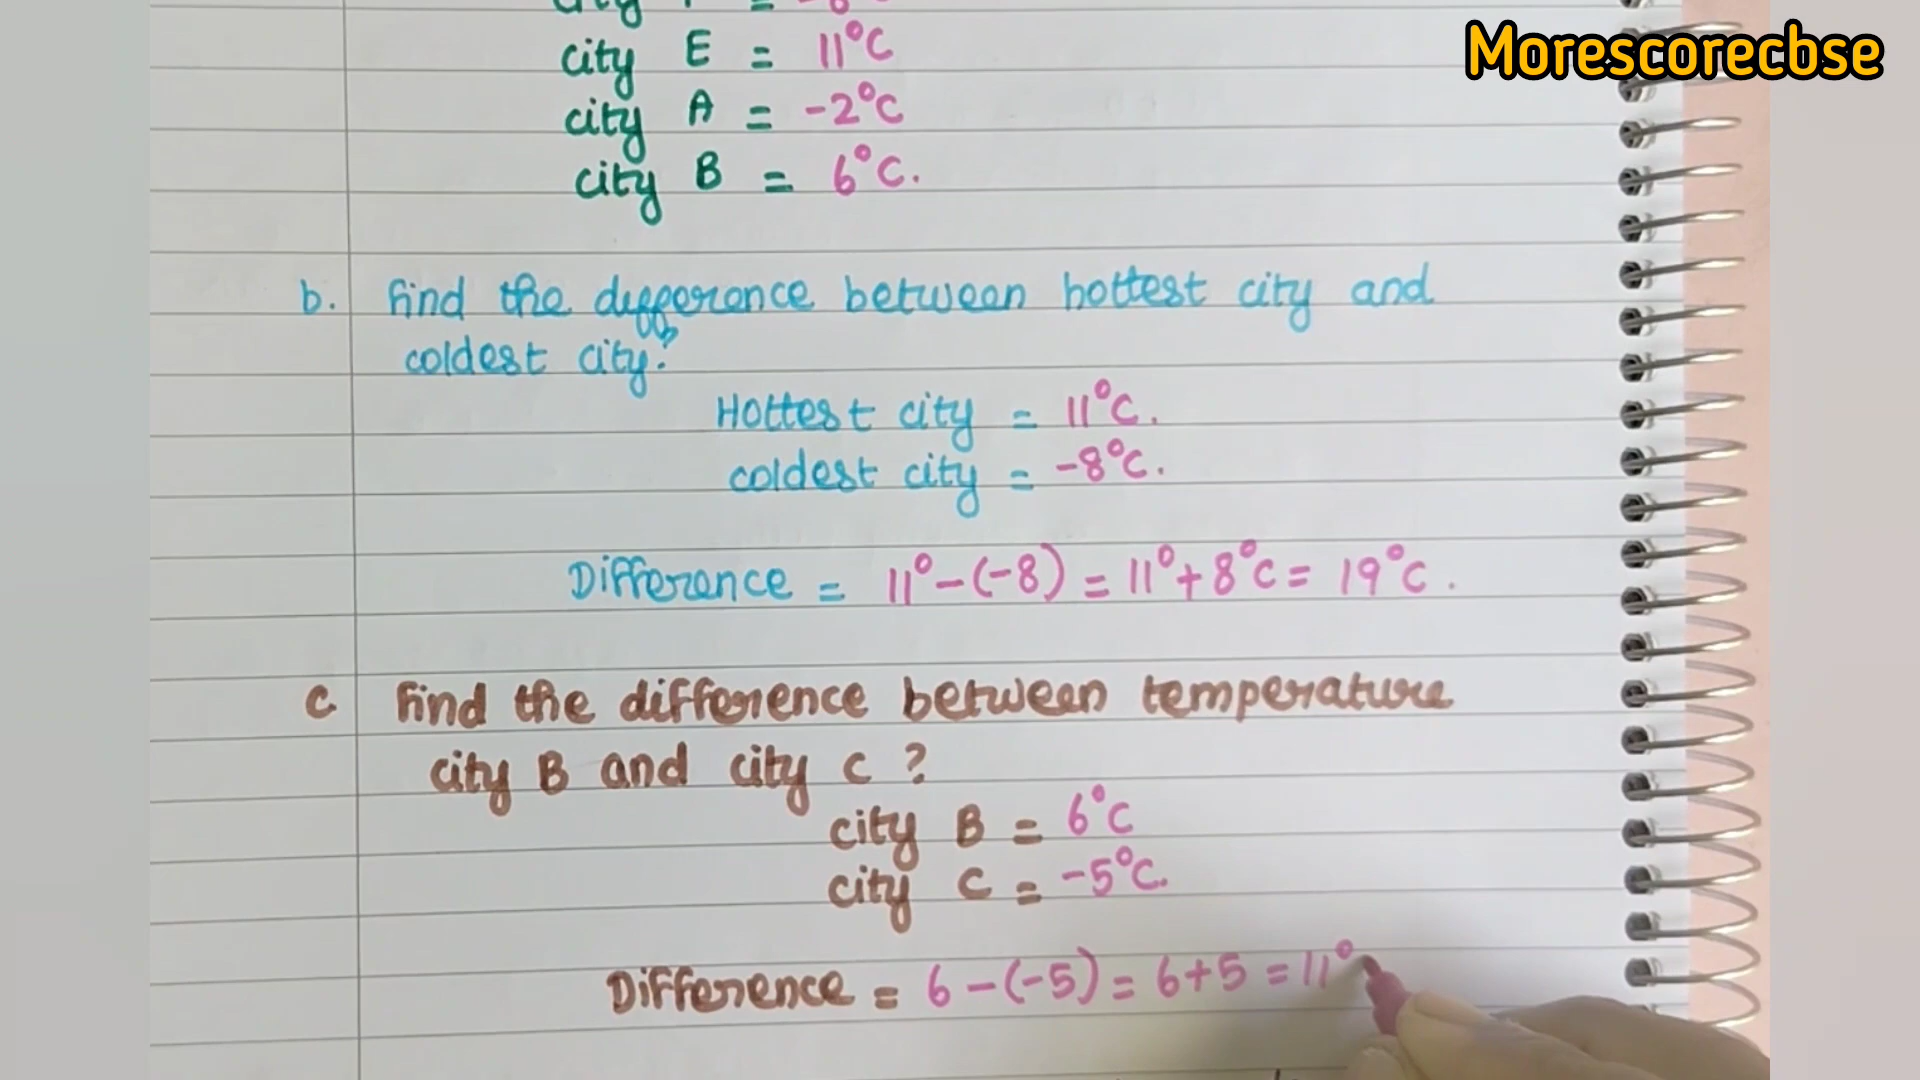 Morescorecbse
city E = 11°C
city A = -2°C
city B = 6°C.
b. Find the difference between hottest city and
coldest city?
Hottest city = 11°C.
coldest city = -8°C.
Difference = 11° - (-8) = 11° + 8°C = 19°C.
c. Find the difference between temperature
city B and city C ?
city B = 6°C
city C = -5°C.
Difference = 6 - (-5) = 6 + 5 = 11°